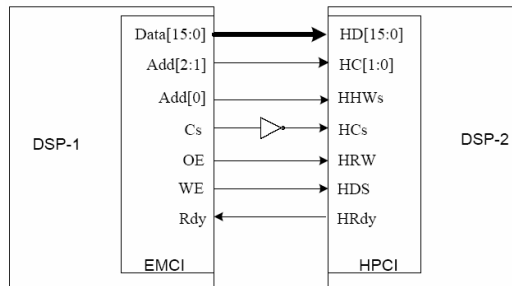 Data[15:0] HD[15:0]
Add[2:1] HC[1:0]
Add[0] HHWs
Cs HCs
DSP-1 DSP-2
OE HRW
WE HDS
Rdy HRdy
EMCI HPCI